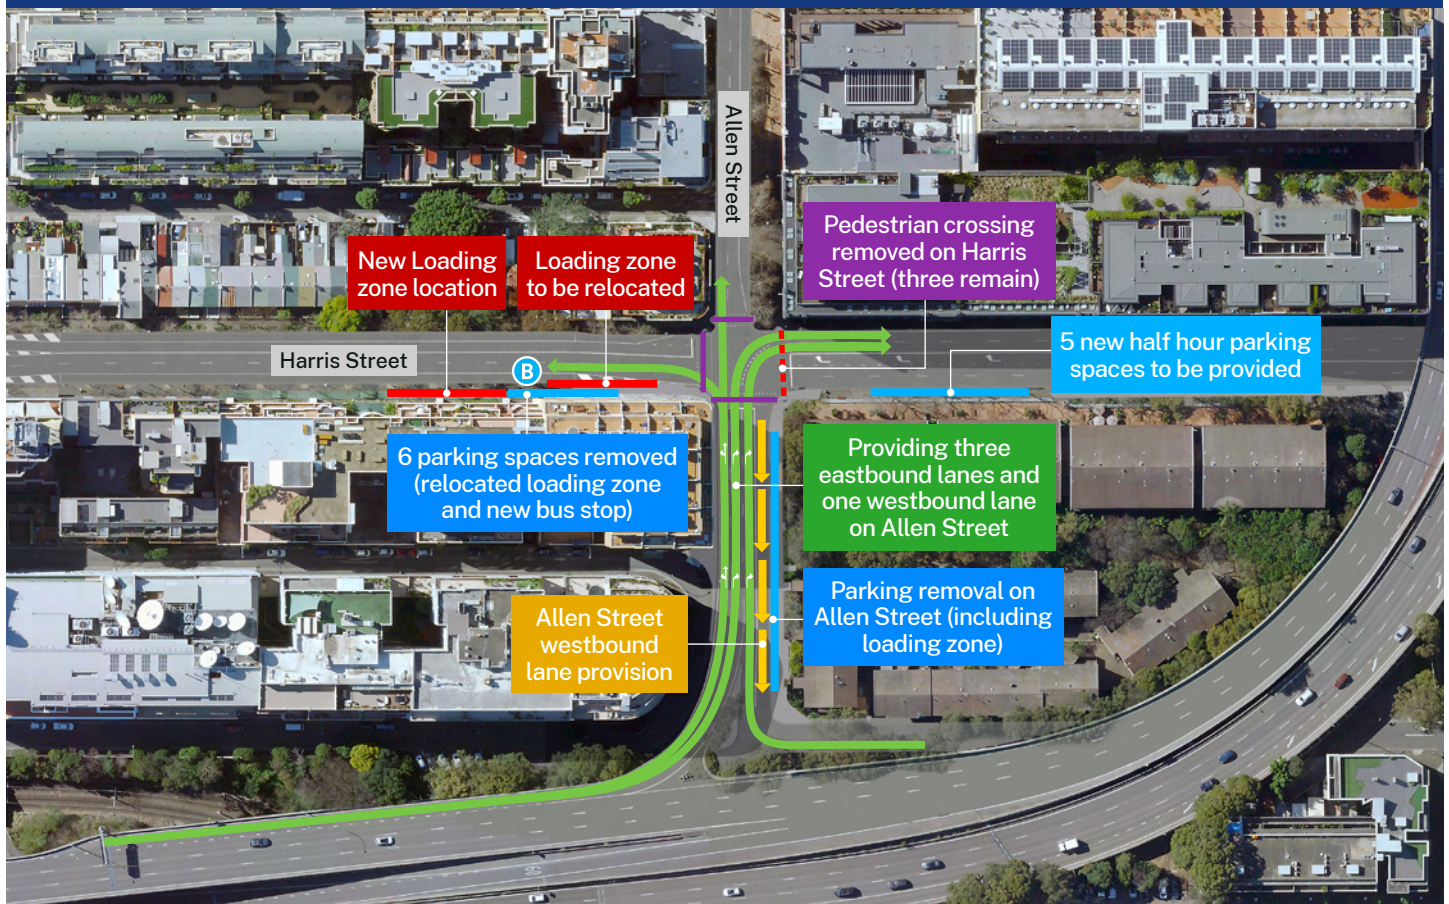 Allen Street
Pedestrian crossing
removed on Harris
Street (three remain)
New Loading
zone location
Loading zone
to be relocated
5 new half hour parking
spaces to be provided
Harris Street
B
6 parking spaces removed
(relocated loading zone
and new bus stop)
Providing three
eastbound lanes and
one westbound lane
on Allen Street
Allen Street
westbound
lane provision
Parking removal on
Allen Street (including
loading zone)
60